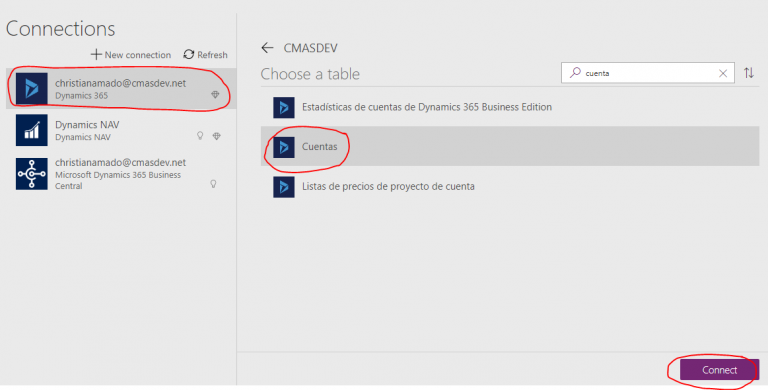 Connections
New connection
Refresh
christianamado@cmasdev.net
Dynamics 365
Dynamics NAV
Dynamics NAV
christianamado@cmasdev.net
Microsoft Dynamics 365 Business
Central
CMASDEV
Choose a table
cuenta
Estadísticas de cuentas de Dynamics 365 Business Edition
Cuentas
Listas de precios de proyecto de cuenta
Connect